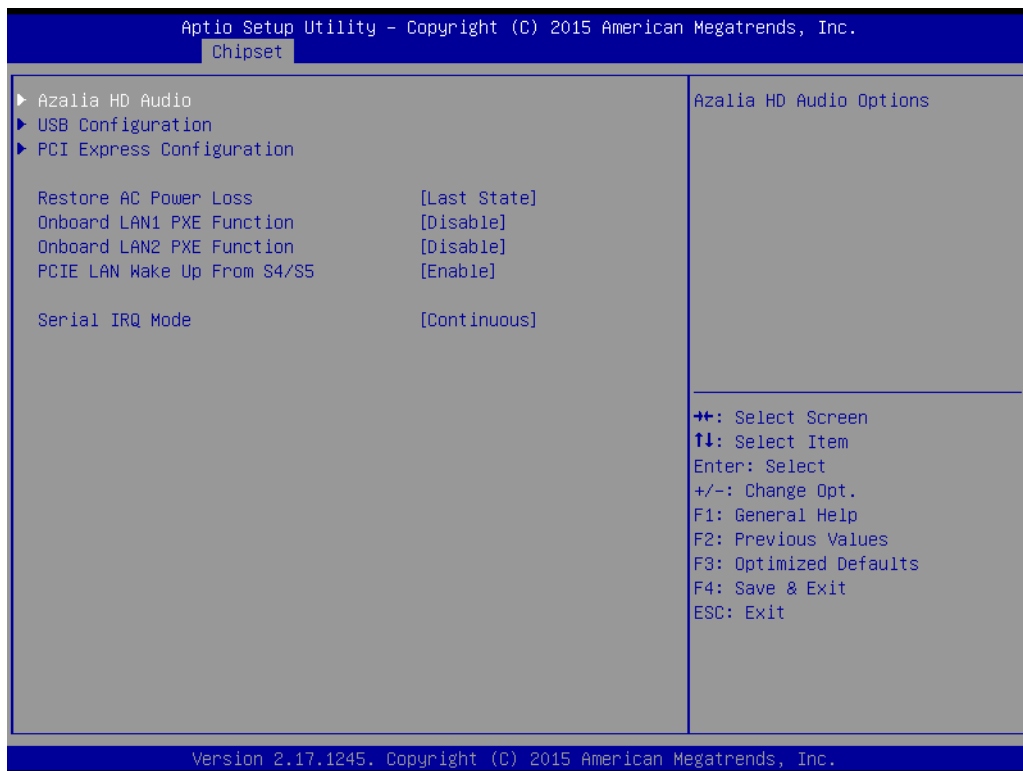 Aptio Setup Utility – Copyright (C) 2015 American Megatrends, Inc.
Chipset
Azalia HD Audio
USB Configuration
PCI Express Configuration
Restore AC Power Loss [Last State]
Onboard LAN1 PXE Function [Disable]
Onboard LAN2 PXE Function [Disable]
PCIE LAN Wake Up From S4/S5 [Enable]
Serial IRQ Mode [Continuous]
Azalia HD Audio Options
→←: Select Screen
↑↓: Select Item
Enter: Select
+/-: Change Opt.
F1: General Help
F2: Previous Values
F3: Optimized Defaults
F4: Save & Exit
ESC: Exit
Version 2.17.1245. Copyright (C) 2015 American Megatrends, Inc.